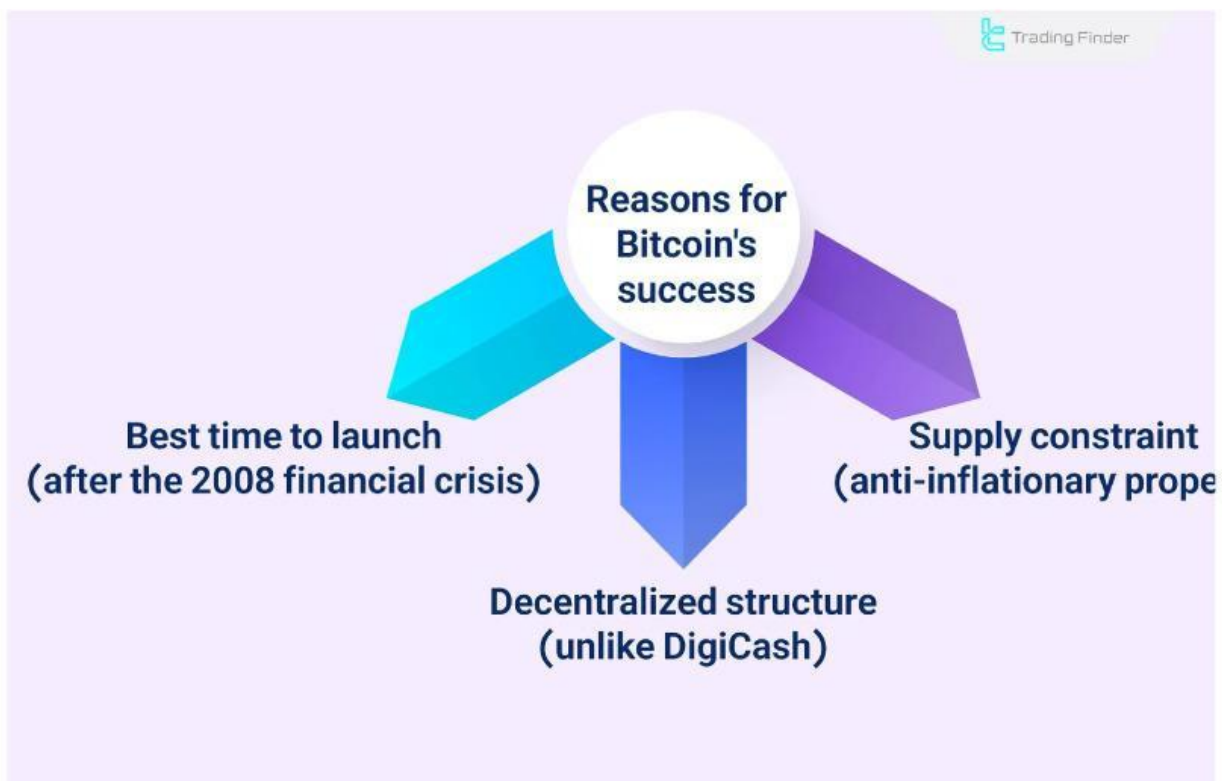 Trading Finder
Reasons for
Bitcoin's
success
Best time to launch
(after the 2008 financial crisis)
Supply constraint
(anti-inflationary prope
Decentralized structure
(unlike DigiCash)